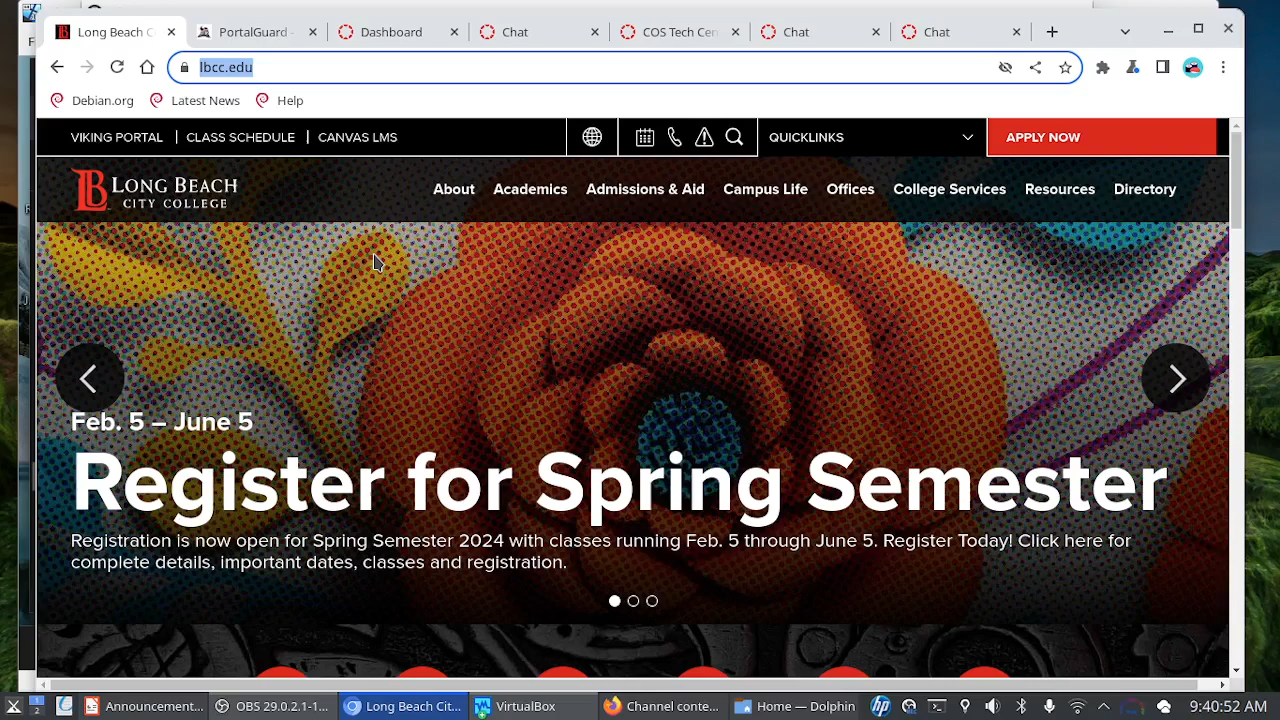 Long Beach C
PortalGuard -
Dashboard
Chat
COS Tech Cen
Chat
Chat
lbcc.edu
Debian.org
Latest News
Help
VIKING PORTAL
CLASS SCHEDULE
CANVAS LMS
QUICKLINKS
APPLY NOW
LB LONG BEACH
CITY COLLEGE
About
Academics
Admissions & Aid
Campus Life
Offices
College Services
Resources
Directory
Feb. 5 – June 5
Register for Spring Semester
Registration is now open for Spring Semester 2024 with classes running Feb. 5 through June 5. Register Today! Click here for
complete details, important dates, classes and registration.
1
2
Announcement...
OBS 29.0.2.1-1...
Long Beach Cit...
VirtualBox
Channel conte...
Home — Dolphin
9:40:52 AM